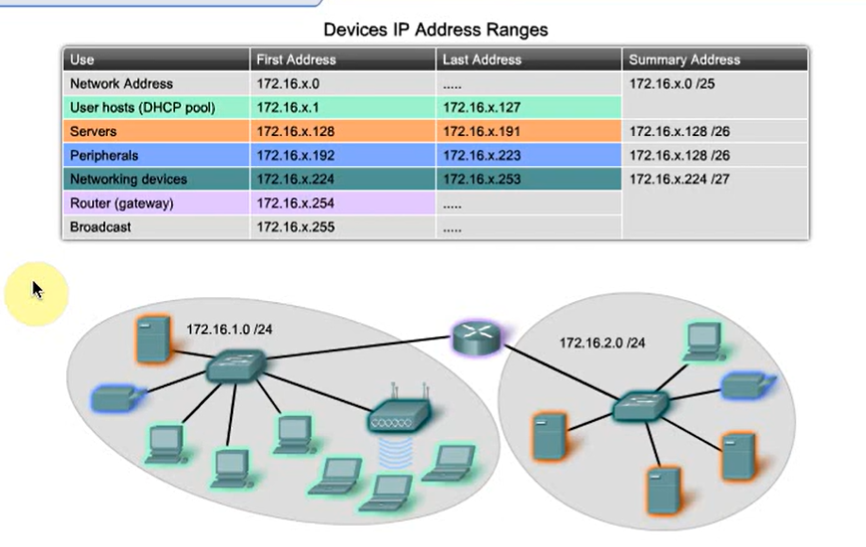 Devices IP Address Ranges
Use First Address Last Address Summary Address
Network Address 172.16.x.0 ..... 172.16.x.0 /25
User hosts (DHCP pool) 172.16.x.1 172.16.x.127
Servers 172.16.x.128 172.16.x.191 172.16.x.128 /26
Peripherals 172.16.x.192 172.16.x.223 172.16.x.128 /26
Networking devices 172.16.x.224 172.16.x.253 172.16.x.224 /27
Router (gateway) 172.16.x.254 .....
Broadcast 172.16.x.255 .....
172.16.1.0 /24
172.16.2.0 /24